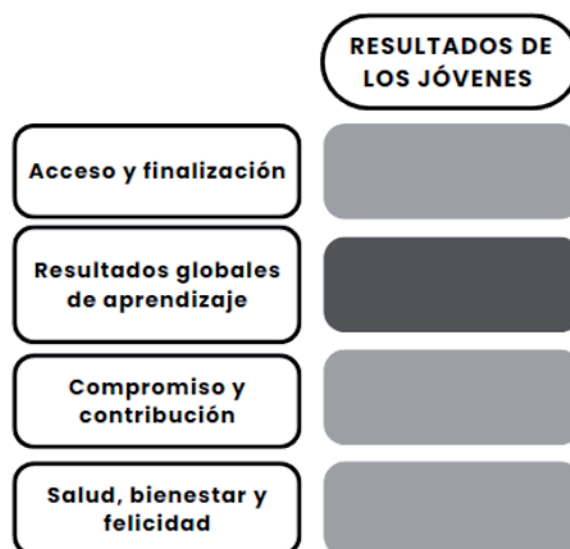 RESULTADOS DE
LOS JÓVENES
Acceso y finalización
Resultados globales
de aprendizaje
Compromiso y
contribución
Salud, bienestar y
felicidad